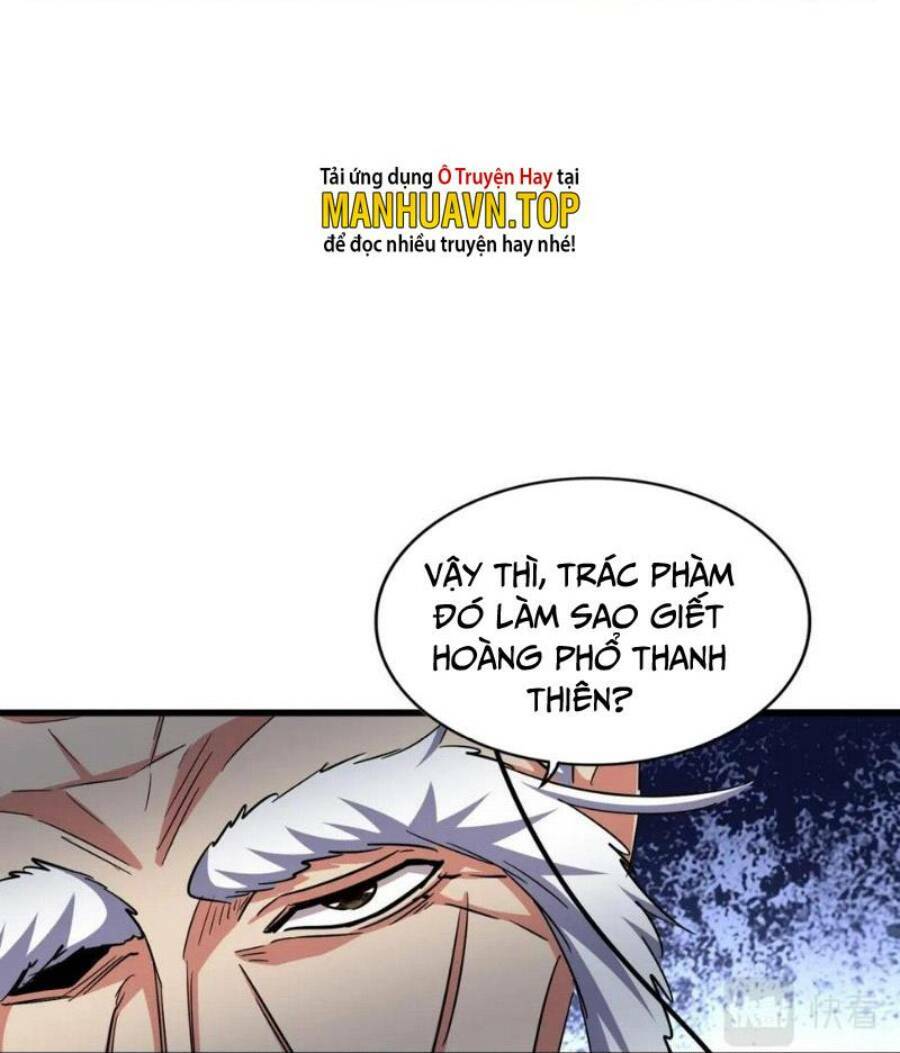 Tải ứng dụng Ô Truyện Hay tại
MANHUAVN.TOP
để đọc nhiều truyện hay nhé!
VẬY THÌ, TRÁC PHÀM
ĐÓ LÀM SAO GIẾT
HOÀNG PHỔ THANH
THIÊN?
快看